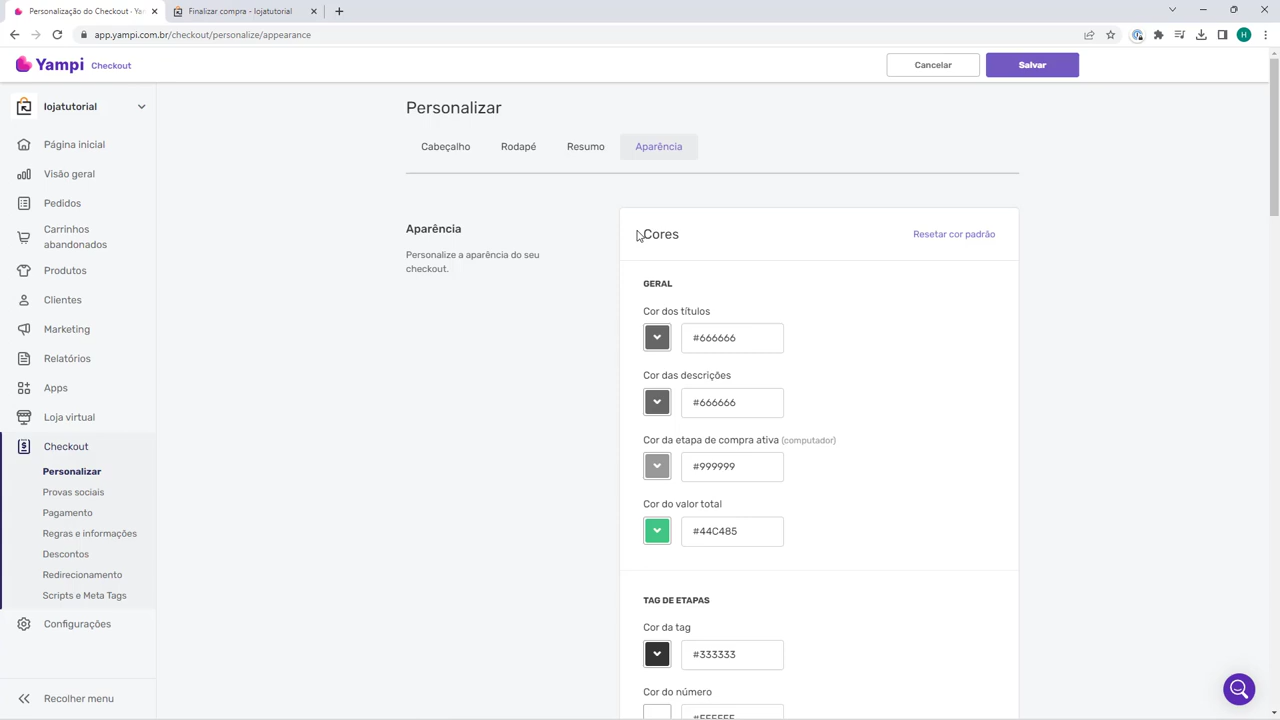 Personalização do Checkout · Ya
Finalizar compra - lojatutorial
app.yampi.com.br/checkout/personalize/appearance
H
Yampi Checkout
Cancelar
Salvar
lojatutorial
Página inicial
Visão geral
Pedidos
Carrinhos
abandonados
Produtos
Clientes
Marketing
Relatórios
Apps
Loja virtual
Checkout
Personalizar
Provas sociais
Pagamento
Regras e informações
Descontos
Redirecionamento
Scripts e Meta Tags
Configurações
Recolher menu
Personalizar
Cabeçalho
Rodapé
Resumo
Aparência
Aparência
Personalize a aparência do seu
checkout.
Cores
Resetar cor padrão
GERAL
Cor dos títulos
#666666
Cor das descrições
#666666
Cor da etapa de compra ativa (computador)
#999999
Cor do valor total
#44C485
TAG DE ETAPAS
Cor da tag
#333333
Cor do número
#FFFFFF